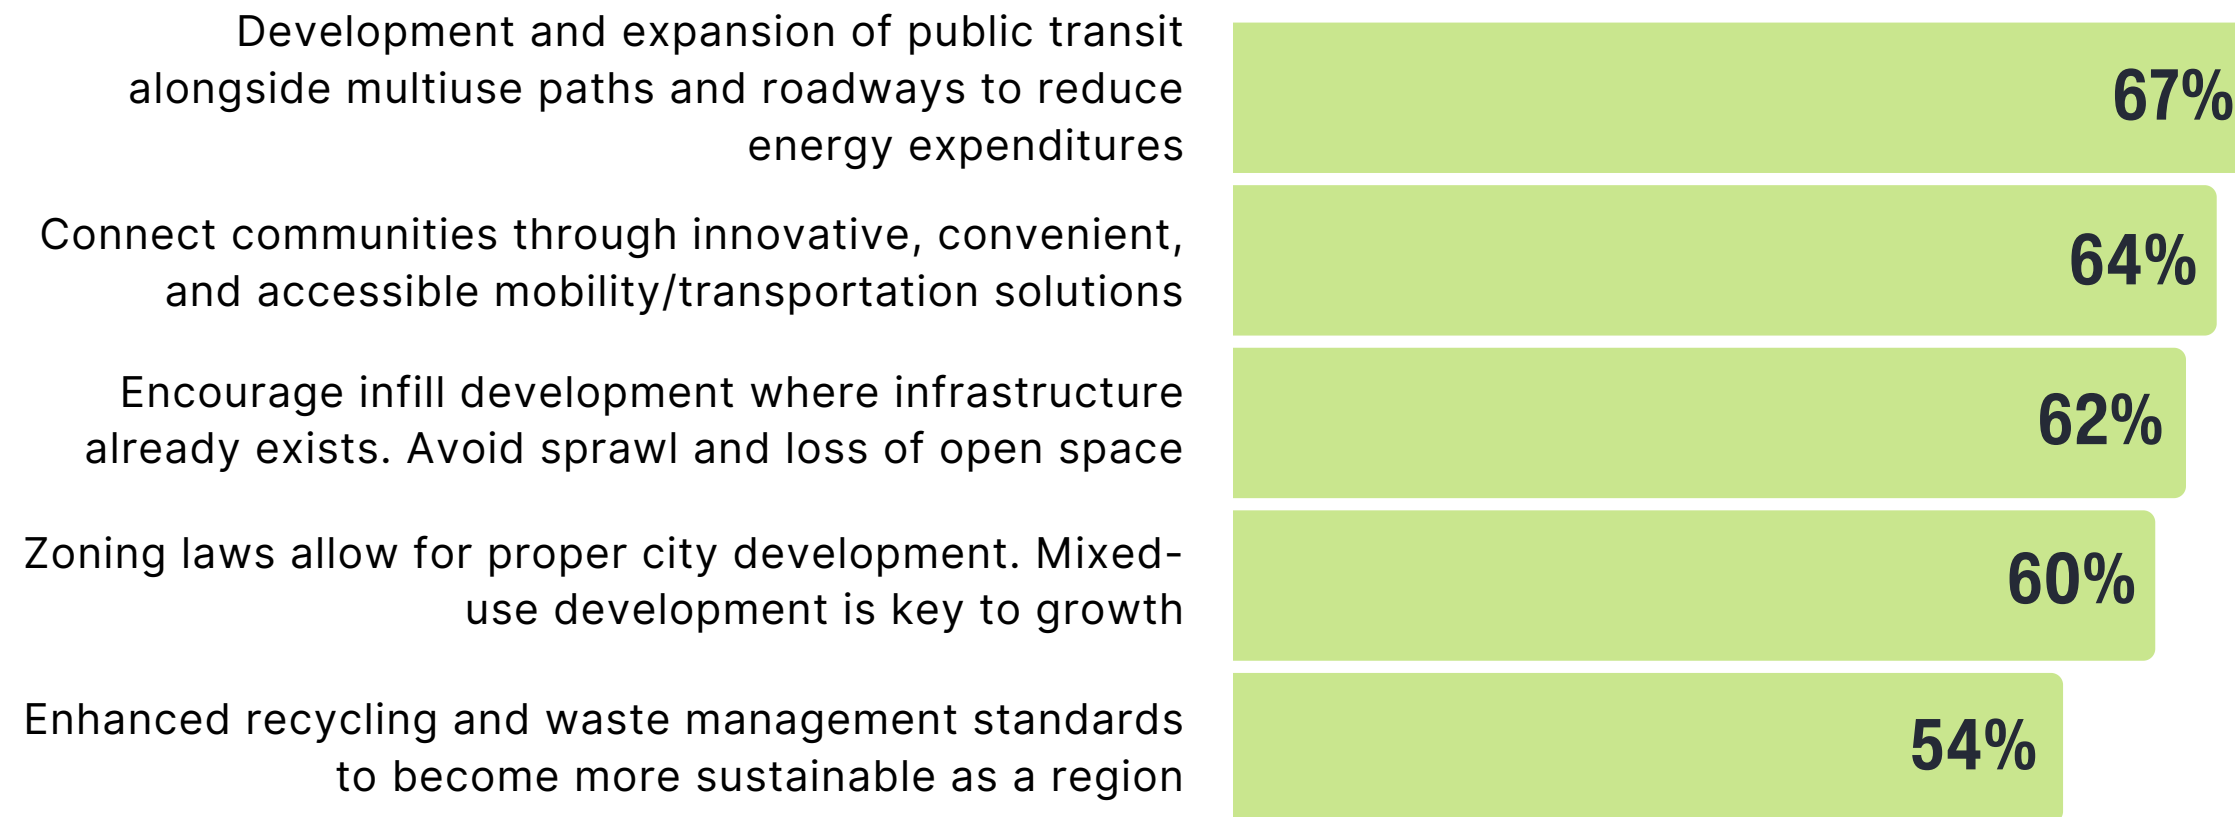 Development and expansion of public transit
alongside multiuse paths and roadways to reduce
energy expenditures
67%
Connect communities through innovative, convenient,
and accessible mobility/transportation solutions
64%
Encourage infill development where infrastructure
already exists. Avoid sprawl and loss of open space
62%
Zoning laws allow for proper city development. Mixed-
use development is key to growth
60%
Enhanced recycling and waste management standards
to become more sustainable as a region
54%